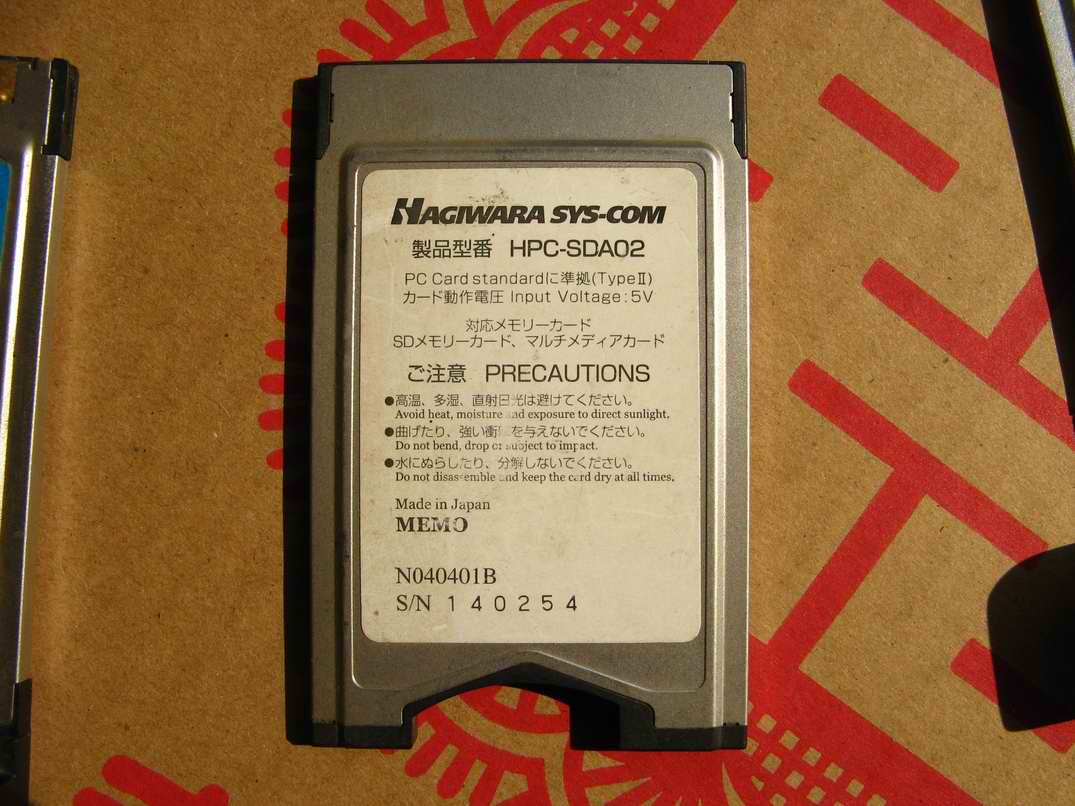 HAGIWARA SYS-COM
製品型番 HPC-SDA02
PC Card standardに準拠(TypeⅡ)
カード動作電圧 Input Voltage:5V
対応メモリーカード
SDメモリーカード、マルチメディアカード
ご注意 PRECAUTIONS
●高温、多湿、直射日光は避けてください。
Avoid heat, moisture and exposure to direct sunlight.
●曲げたり、強い衝撃を与えないでください。
Do not bend, drop or subject to impact.
●水にぬらしたり、分解しないでください。
Do not disassemble and keep the card dry at all times.
Made in Japan
MEMO
N040401B
S/N 140254